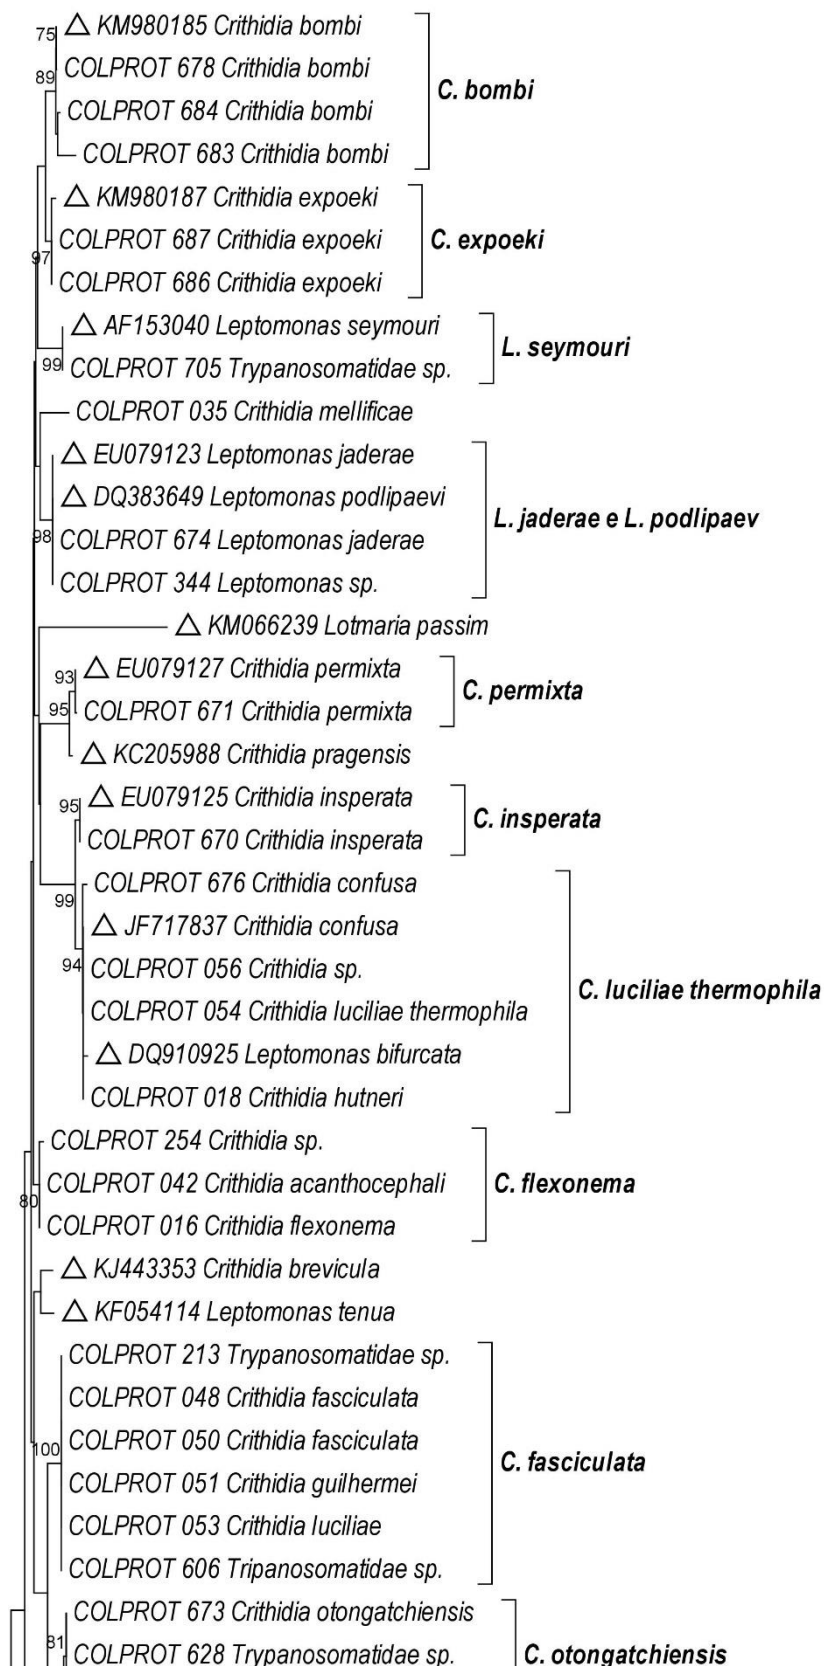 75
△ KM980185 Crithidia bombi
89
COLPROT 678 Crithidia bombi
C. bombi
COLPROT 684 Crithidia bombi
COLPROT 683 Crithidia bombi
△ KM980187 Crithidia expoeki
COLPROT 687 Crithidia expoeki
C. expoeki
97
COLPROT 686 Crithidia expoeki
△ AF153040 Leptomonas seymouri
L. seymouri
99
COLPROT 705 Trypanosomatidae sp.
COLPROT 035 Crithidia mellificae
△ EU079123 Leptomonas jaderae
△ DQ383649 Leptomonas podlipaevi
L. jaderae e L. podlipaev
98
COLPROT 674 Leptomonas jaderae
COLPROT 344 Leptomonas sp.
△ KM066239 Lotmaria passim
93
△ EU079127 Crithidia permixta
C. permixta
95
COLPROT 671 Crithidia permixta
△ KC205988 Crithidia pragensis
95
△ EU079125 Crithidia insperata
C. insperata
COLPROT 670 Crithidia insperata
COLPROT 676 Crithidia confusa
99
△ JF717837 Crithidia confusa
94
COLPROT 056 Crithidia sp.
C. luciliae thermophila
COLPROT 054 Crithidia luciliae thermophila
△ DQ910925 Leptomonas bifurcata
COLPROT 018 Crithidia hutneri
COLPROT 254 Crithidia sp.
COLPROT 042 Crithidia acanthocephali
C. flexonema
80
COLPROT 016 Crithidia flexonema
△ KJ443353 Crithidia brevicula
△ KF054114 Leptomonas tenua
COLPROT 213 Trypanosomatidae sp.
COLPROT 048 Crithidia fasciculata
100
COLPROT 050 Crithidia fasciculata
C. fasciculata
COLPROT 051 Crithidia guilhermei
COLPROT 053 Crithidia luciliae
COLPROT 606 Tripanosomatidae sp.
COLPROT 673 Crithidia otongatchiensis
81
COLPROT 628 Trypanosomatidae sp.
C. otongatchiensis